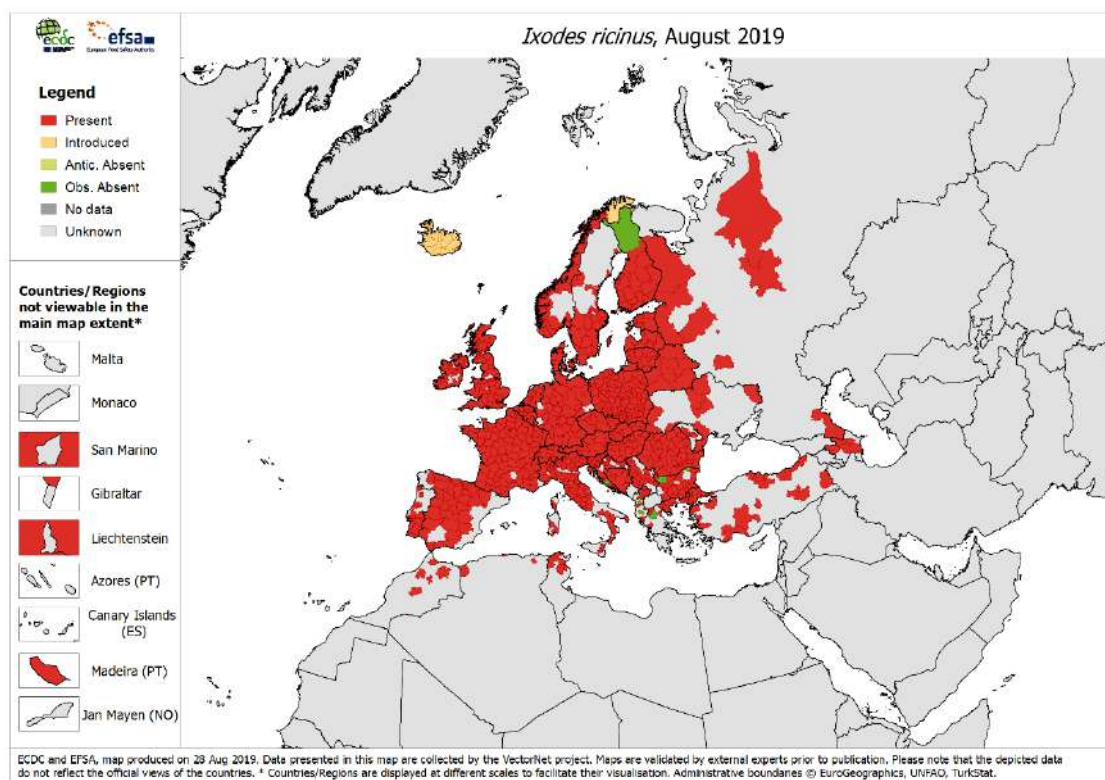 ecdc
efsa
European Food Safety Authority
Ixodes ricinus, August 2019
Legend
Present
Introduced
Antic. Absent
Obs. Absent
No data
Unknown
Countries/Regions
not viewable in the
main map extent*
Malta
Monaco
San Marino
Gibraltar
Liechtenstein
Azores (PT)
Canary Islands
(ES)
Madeira (PT)
Jan Mayen (NO)
ECDC and EFSA, map produced on 28 Aug 2019. Data presented in this map are collected by the VectorNet project. Maps are validated by external experts prior to publication. Please note that the depicted data
do not reflect the official views of the countries. * Countries/Regions are displayed at different scales to facilitate their visualisation. Administrative boundaries © EuroGeographics, UNFAO, TurkStat.